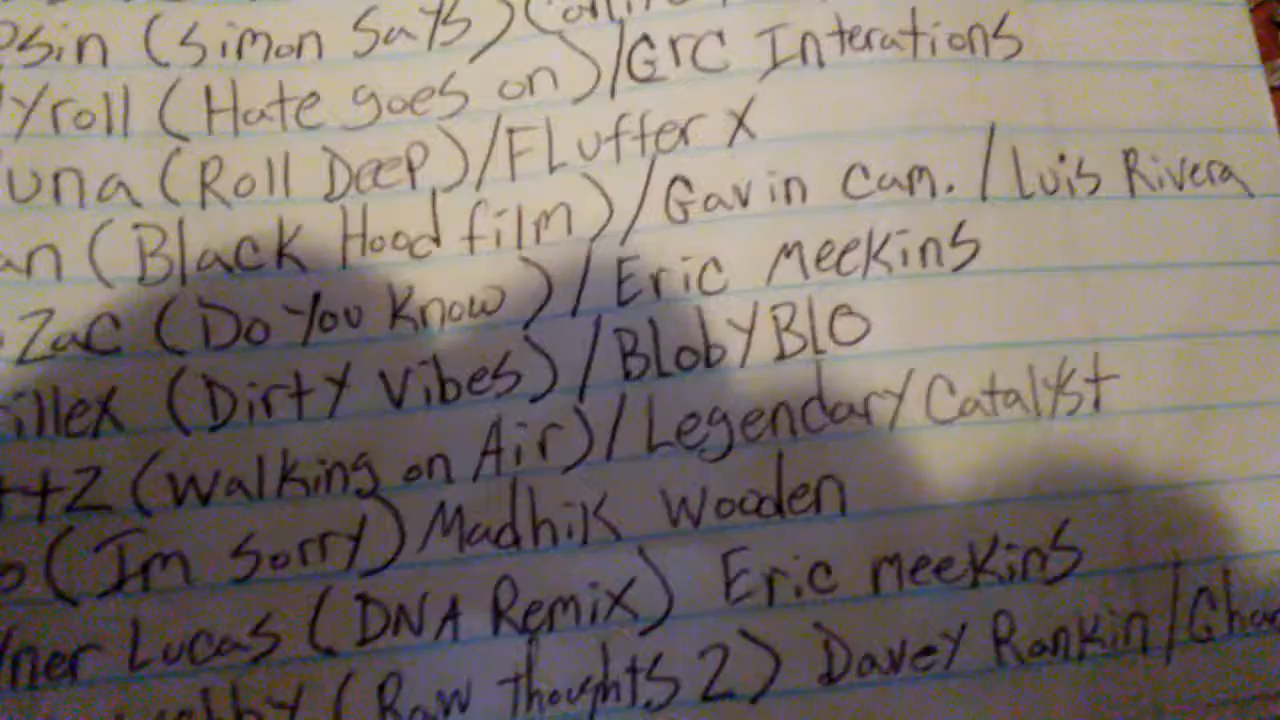 (Simon Says)
(Hate goes on)/GrC Interations
(Roll Deep)/FLuffer X
(Black Hood film)/Gavin Cam./Luis Rivera
Zac (Do You Know)/Eric Meekins
illex (Dirty Vibes)/BlobyBlo
(Walking on Air)/Legendary Catalyst
(Im Sorry) Madhik Wooden
Lucas (DNA Remix) Eric Meekins
(Raw thoughts 2) Davey Rankin/